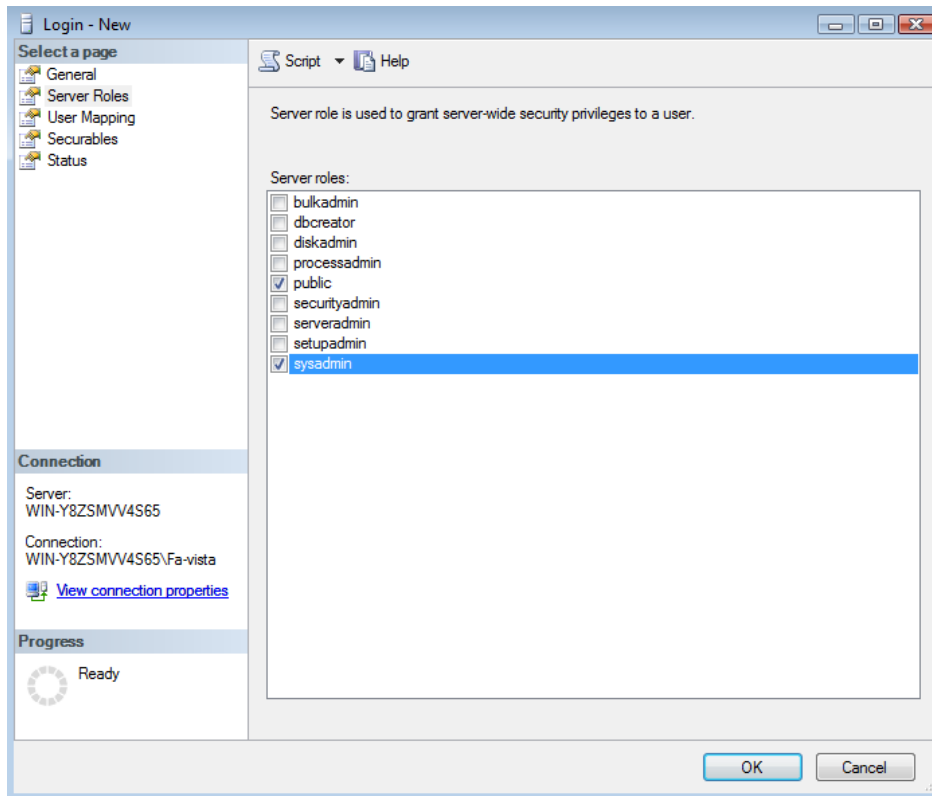 Login - New
Select a page
General
Server Roles
User Mapping
Securables
Status
Script
Help
Server role is used to grant server-wide security privileges to a user.
Server roles:
bulkadmin
dbcreator
diskadmin
processadmin
public
securityadmin
serveradmin
setupadmin
sysadmin
Connection
Server:
WIN-Y8ZSMVV4S65
Connection:
WIN-Y8ZSMVV4S65\Fa-vista
View connection properties
Progress
Ready
OK
Cancel